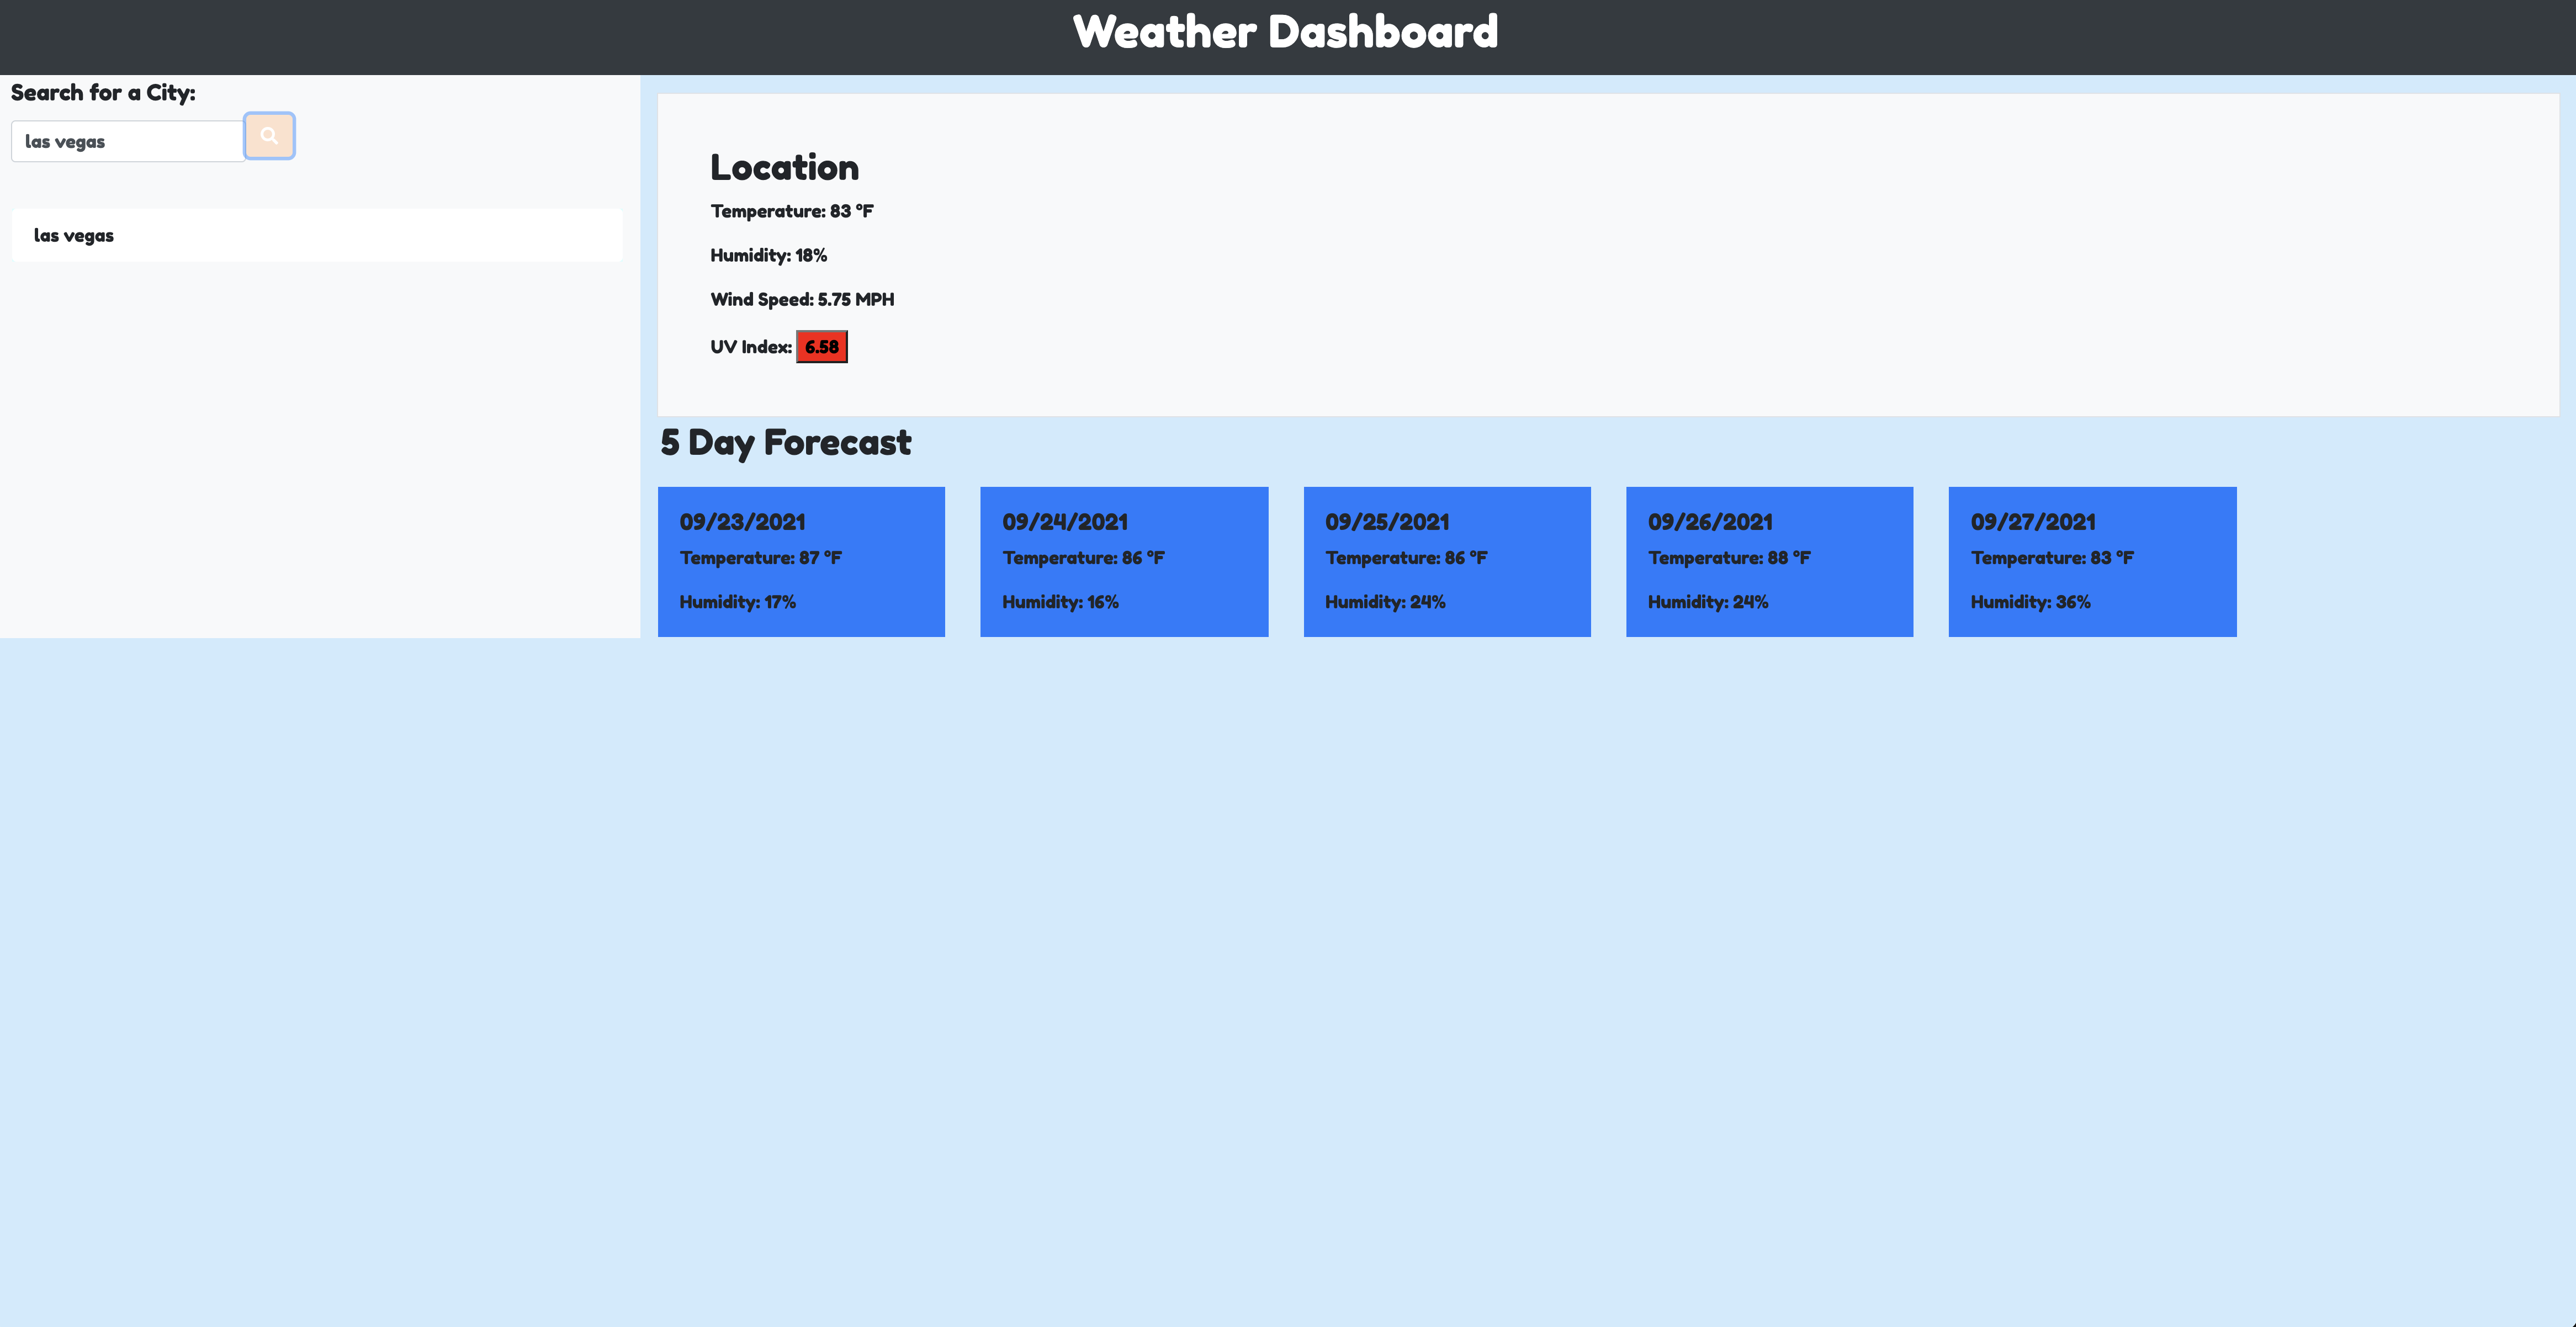 Weather Dashboard
Search for a City:
las vegas
las vegas
Location
Temperature: 83 °F
Humidity: 18%
Wind Speed: 5.75 MPH
UV Index: 6.58
5 Day Forecast
09/23/2021
Temperature: 87 °F
Humidity: 17%
09/24/2021
Temperature: 86 °F
Humidity: 16%
09/25/2021
Temperature: 86 °F
Humidity: 24%
09/26/2021
Temperature: 88 °F
Humidity: 24%
09/27/2021
Temperature: 83 °F
Humidity: 36%